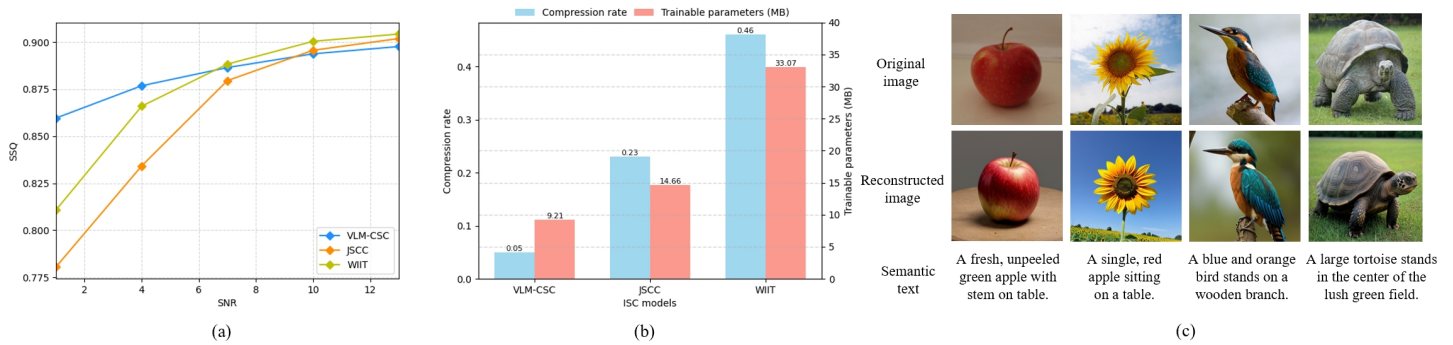 0.900
0.875
0.850
0.825
0.800
0.775
SSQ
2 4 6 8 10 12
SNR
VLM-CSC
JSCC
WIIT
(a)
Compression rate
Trainable parameters (MB)
Compression rate
0.4
0.3
0.2
0.1
0.0
0.05
9.21
0.23
14.66
0.46
33.07
40
35
30
25
20
15
10
5
0
Trainable parameters (MB)
VLM-CSC JSCC WIIT
ISC models
(b)
Original
image
Reconstructed
image
Semantic
text
A fresh, unpeeled
green apple with
stem on table.
A single, red
apple sitting
on a table.
A blue and orange
bird stands on a
wooden branch.
A large tortoise stands
in the center of the
lush green field.
(c)